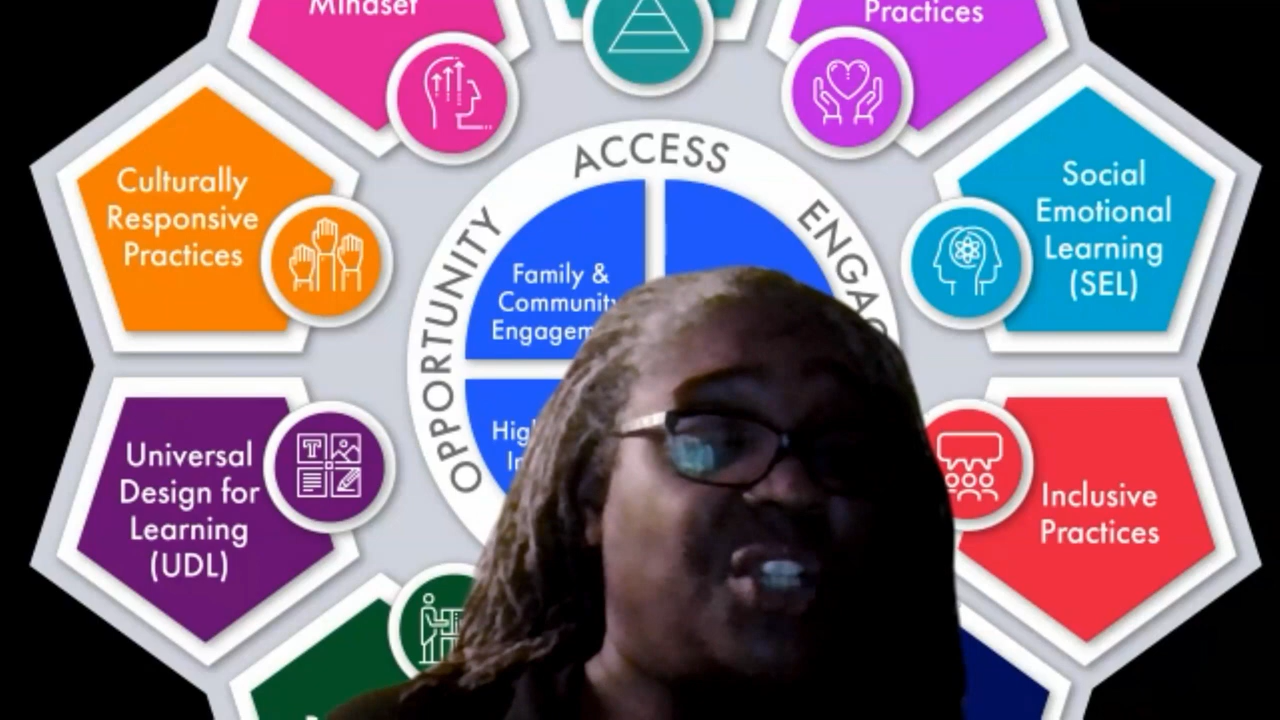 Mindset
Practices
Culturally
Responsive
Practices
ACCESS
OPPORTUNITY
Family &
Community
Social
Emotional
Learning
(SEL)
Universal
Design for
Learning
(UDL)
Inclusive
Practices
T